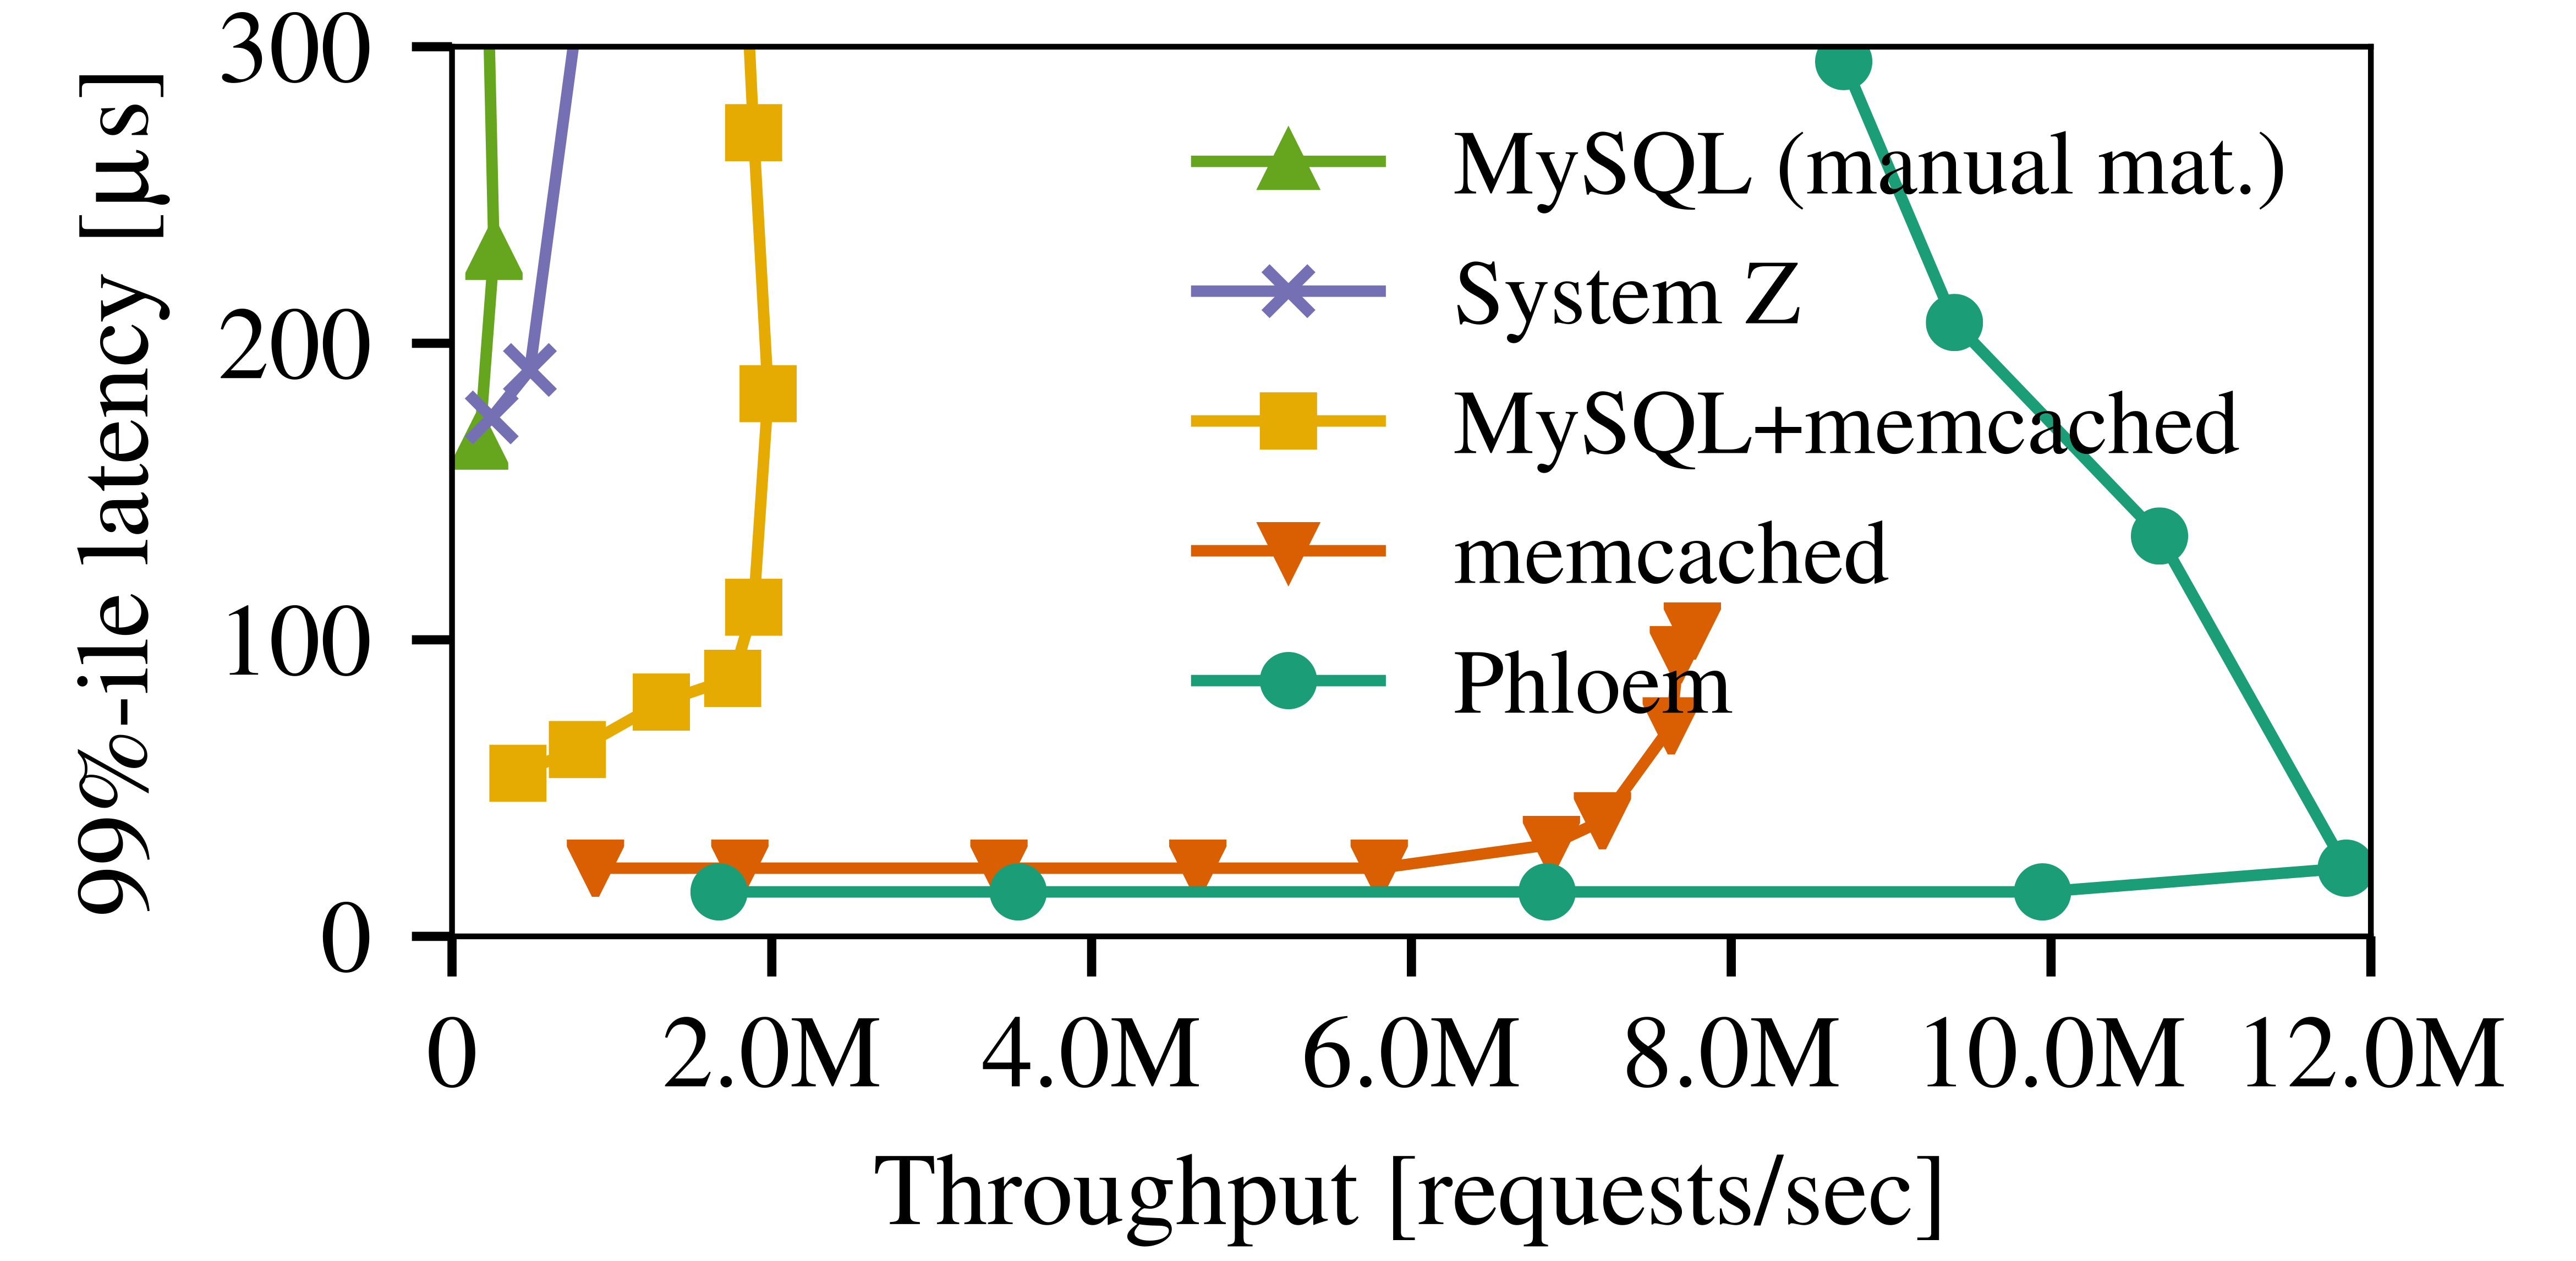 99%-ile latency [µs]
300
200
100
0
MySQL (manual mat.)
System Z
MySQL+memcached
memcached
Phloem
0 2.0M 4.0M 6.0M 8.0M 10.0M 12.0M
Throughput [requests/sec]